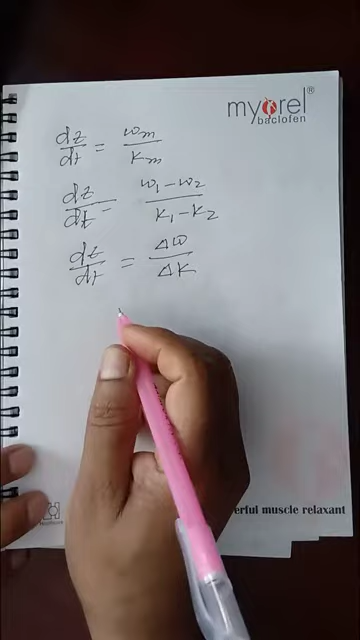 myorel®
baclofen
dz/dt = ωm/km
dz/dt = ω1-ω2/k1-k2
dz/dt = Δω/Δk
erful muscle relaxant